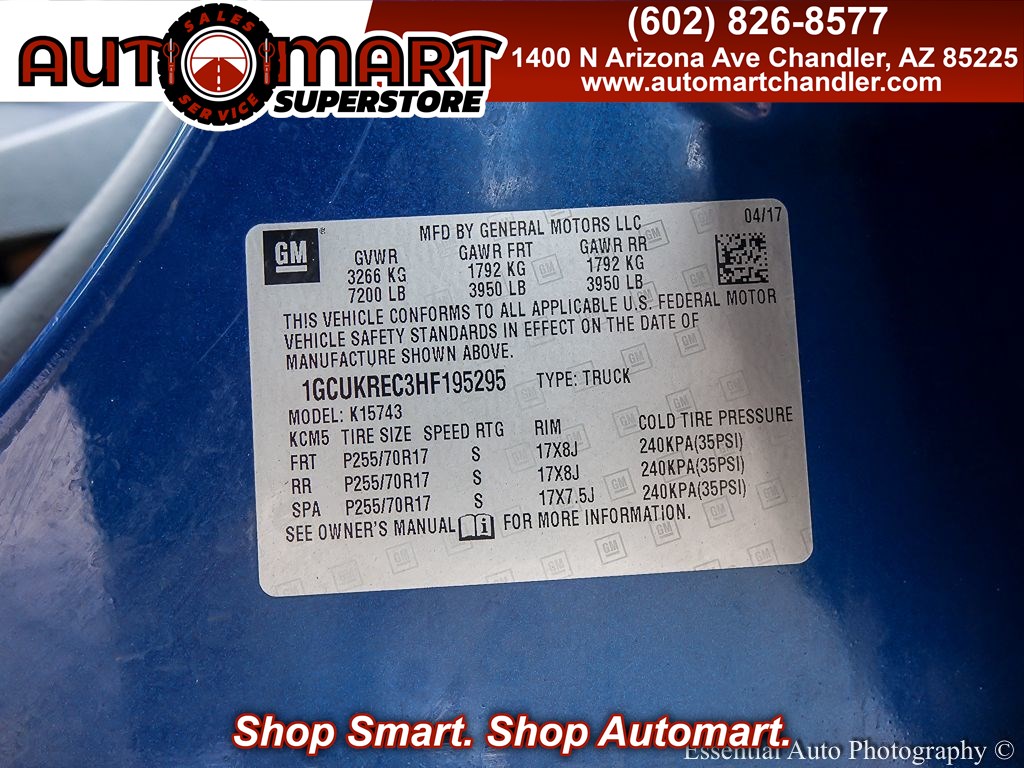 AUTOMART
SALES
SERVICE
SUPERSTORE
(602) 826-8577
1400 N Arizona Ave Chandler, AZ 85225
www.automartchandler.com
GM ®
MFD BY GENERAL MOTORS LLC 04/17
GVWR GAWR FRT GAWR RR
3266 KG 1792 KG 1792 KG
7200 LB 3950 LB 3950 LB
THIS VEHICLE CONFORMS TO ALL APPLICABLE U.S. FEDERAL MOTOR
VEHICLE SAFETY STANDARDS IN EFFECT ON THE DATE OF
MANUFACTURE SHOWN ABOVE.
1GCUKREC3HF195295 TYPE: TRUCK
MODEL: K15743
KCM5 TIRE SIZE SPEED RTG RIM COLD TIRE PRESSURE
FRT P255/70R17 S 17X8J 240KPA(35PSI)
RR P255/70R17 S 17X8J 240KPA(35PSI)
SPA P255/70R17 S 17X7.5J 240KPA(35PSI)
SEE OWNER'S MANUAL FOR MORE INFORMATION.
Shop Smart. Shop Automart.
Essential Auto Photography ©